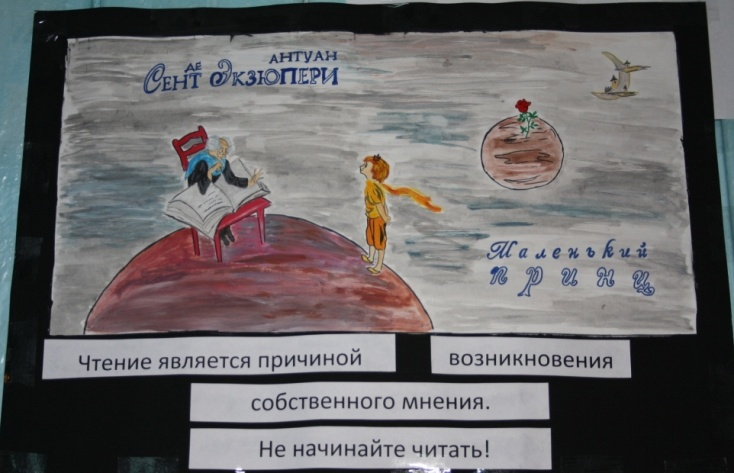 АНТУАН
ДЕ
СЕНТ ЭКЗЮПЕРИ
Маленький
принц
Чтение является причиной
возникновения
собственного мнения.
Не начинайте читать!